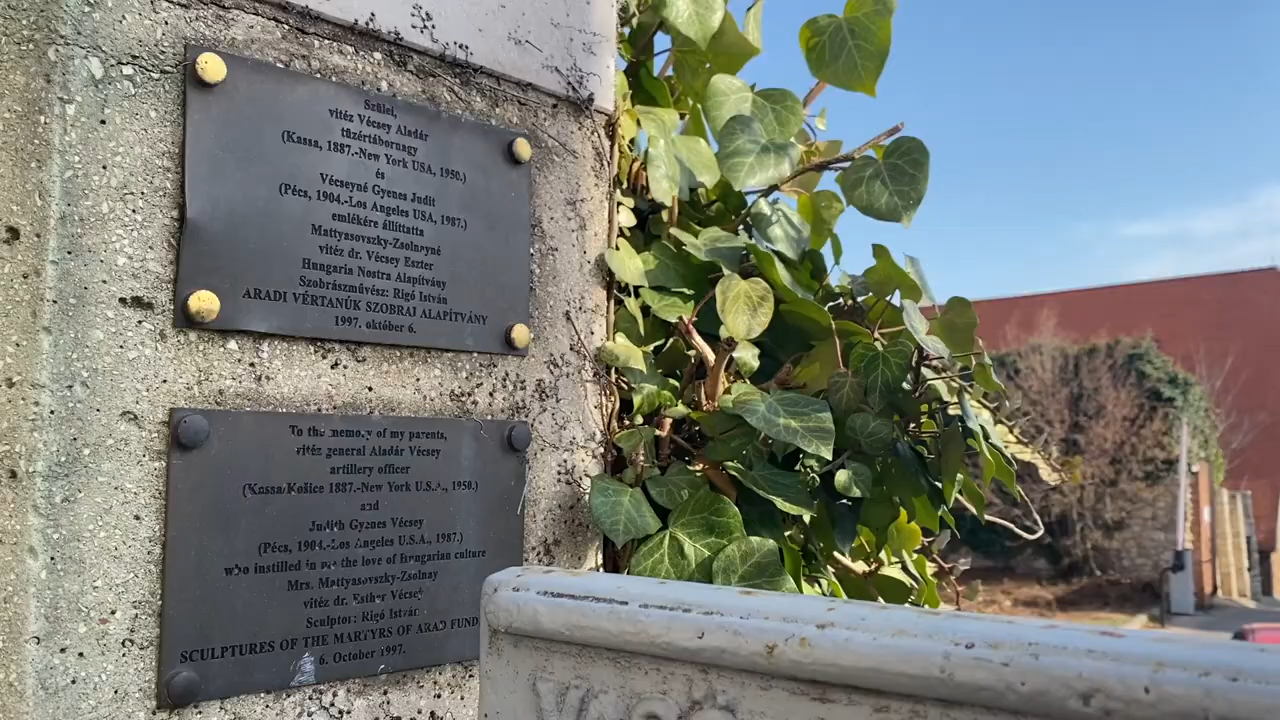 Szülei,
vitéz Vécsey Aladár
tüzértábornagy
(Kassa, 1887.-New York USA, 1950.)
és
Vécseyné Gyenes Judit
(Pécs, 1904.-Los Angeles USA, 1987.)
emlékére állíttatta
Mattyasovszky-Zsolnayné
vitéz dr. Vécsey Eszter
Hungaria Nostra Alapítvány
Szobrászművész: Rigó István
ARADI VÉRTANÚK SZOBRAI ALAPÍTVÁNY
1997. október 6.
To the memory of my parents,
vitéz general Aladár Vécsey
artillery officer
(Kassa/Košice 1887.-New York U.S.A., 1950.)
and
Judith Gyenes Vécsey
(Pécs, 1904.-Los Angeles U.S.A., 1987.)
who instilled in me the love of Hungarian culture
Mrs. Mattyasovszky-Zsolnay
vitéz dr. Esther Vécsey
Sculptor: Rigó István
SCULPTURES OF THE MARTYRS OF ARAD FUND
6. October 1997.